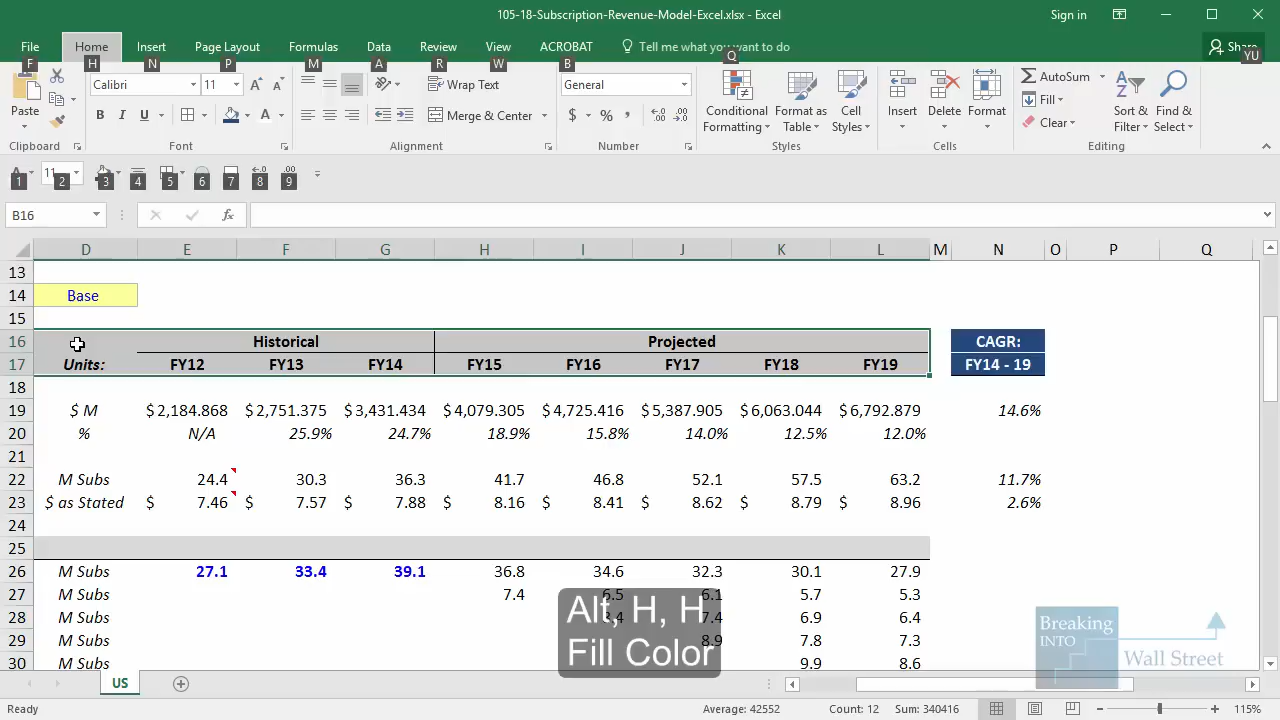 105-18-Subscription-Revenue-Model-Excel.xlsx - Excel
Sign in
File Home Insert Page Layout Formulas Data Review View ACROBAT Tell me what you want to do Share
F H N P M A R W B Q YU
Calibri 11 Wrap Text General AutoSum
Paste Conditional Formatting Format as Table Cell Styles Insert Delete Format Fill Sort & Filter Find & Select
B I U A Merge & Center $ % , Clear
Clipboard Font Alignment Number Styles Cells Editing
1 11 2 3 4 5 6 7 8 9
B16 fx
D E F G H I J K L M N O P Q
13
14 Base
15
16 Historical Projected CAGR:
17 Units: FY12 FY13 FY14 FY15 FY16 FY17 FY18 FY19 FY14 - 19
18
19 $ M $2,184.868 $2,751.375 $3,431.434 $4,079.305 $4,725.416 $5,387.905 $6,063.044 $6,792.879 14.6%
20 % N/A 25.9% 24.7% 18.9% 15.8% 14.0% 12.5% 12.0%
21
22 M Subs 24.4 30.3 36.3 41.7 46.8 52.1 57.5 63.2 11.7%
23 $ as Stated $ 7.46 $ 7.57 $ 7.88 $ 8.16 $ 8.41 $ 8.62 $ 8.79 $ 8.96 2.6%
24
25
26 M Subs 27.1 33.4 39.1 36.8 34.6 32.3 30.1 27.9
27 M Subs 7.4 6.5 6.1 5.7 5.3
28 M Subs 7.4 6.9 6.4
29 M Subs 8.9 7.8 7.3
30 M Subs 9.9 8.6
Alt, H, H
Fill Color
Breaking
INTO
Wall Street
US
Ready Average: 42552 Count: 12 Sum: 340416 115%